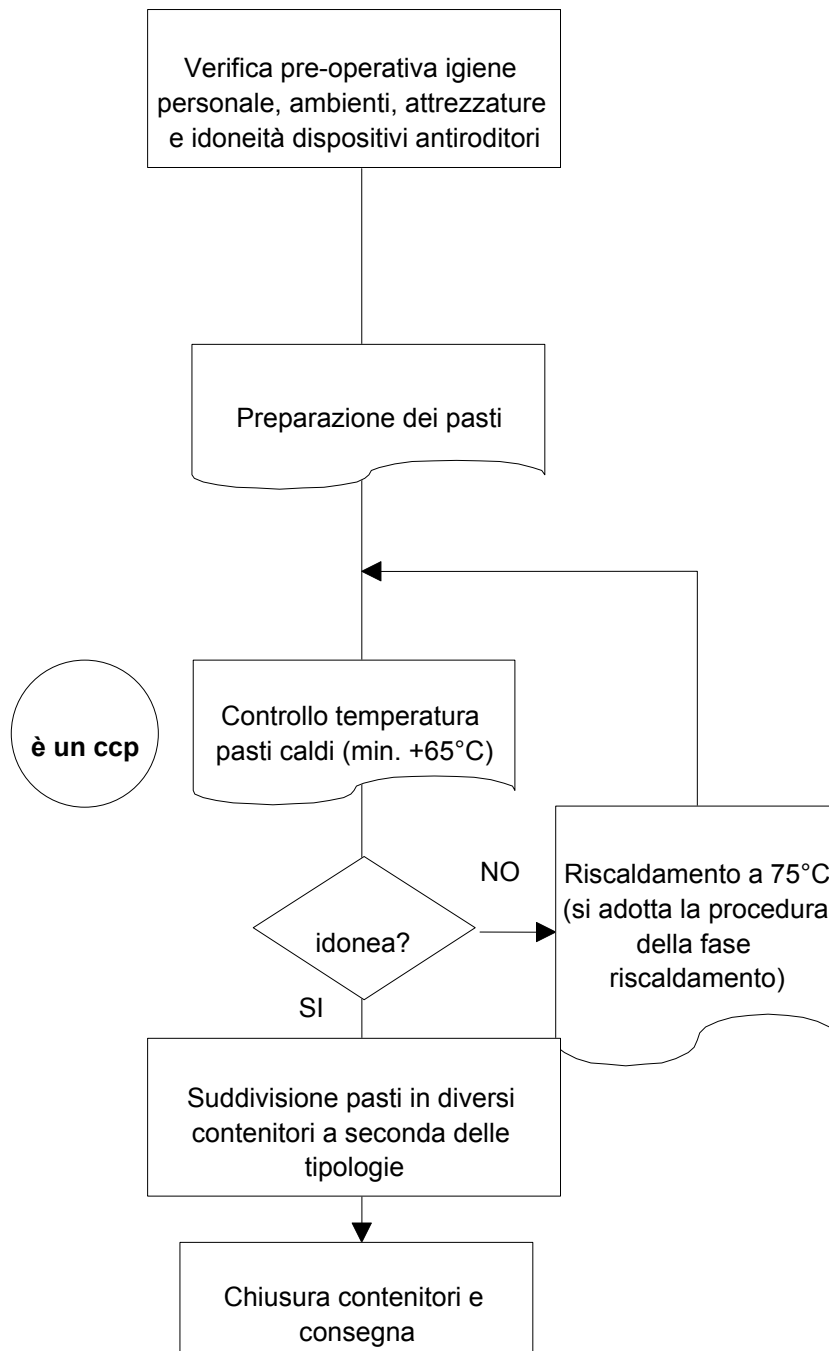 Verifica pre-operativa igiene
personale, ambienti, attrezzature
e idoneità dispositivi antiroditori
Preparazione dei pasti
è un ccp
Controllo temperatura
pasti caldi (min. +65°C)
idonea?
NO
Riscaldamento a 75°C
(si adotta la procedura
della fase
riscaldamento)
SI
Suddivisione pasti in diversi
contenitori a seconda delle
tipologie
Chiusura contenitori e
consegna